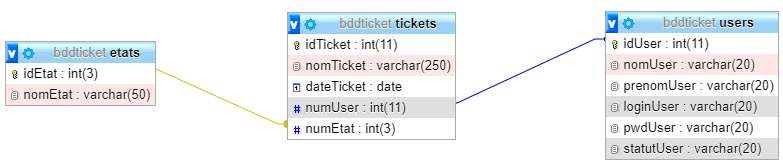 v bddticket etats
idEtat : int(3)
nomEtat : varchar(50)
v bddticket tickets
idTicket : int(11)
nomTicket : varchar(250)
dateTicket : date
# numUser : int(11)
# numEtat : int(3)
v bddticket users
idUser : int(11)
nomUser : varchar(20)
prenomUser : varchar(20)
loginUser : varchar(20)
pwdUser : varchar(20)
statutUser : varchar(20)